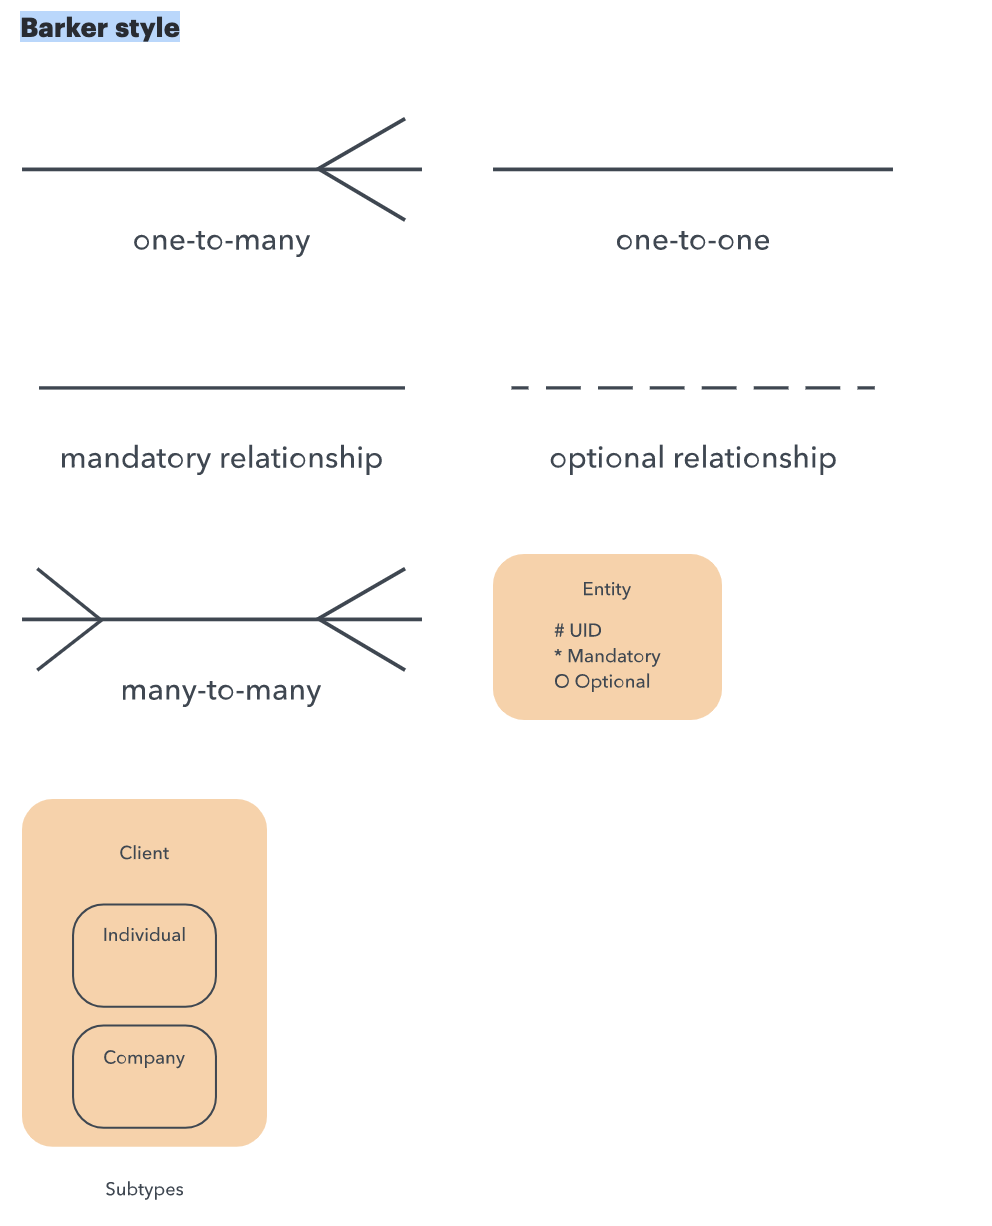 Barker style
one-to-many
one-to-one
mandatory relationship
optional relationship
many-to-many
Entity
# UID
* Mandatory
O Optional
Client
Individual
Company
Subtypes